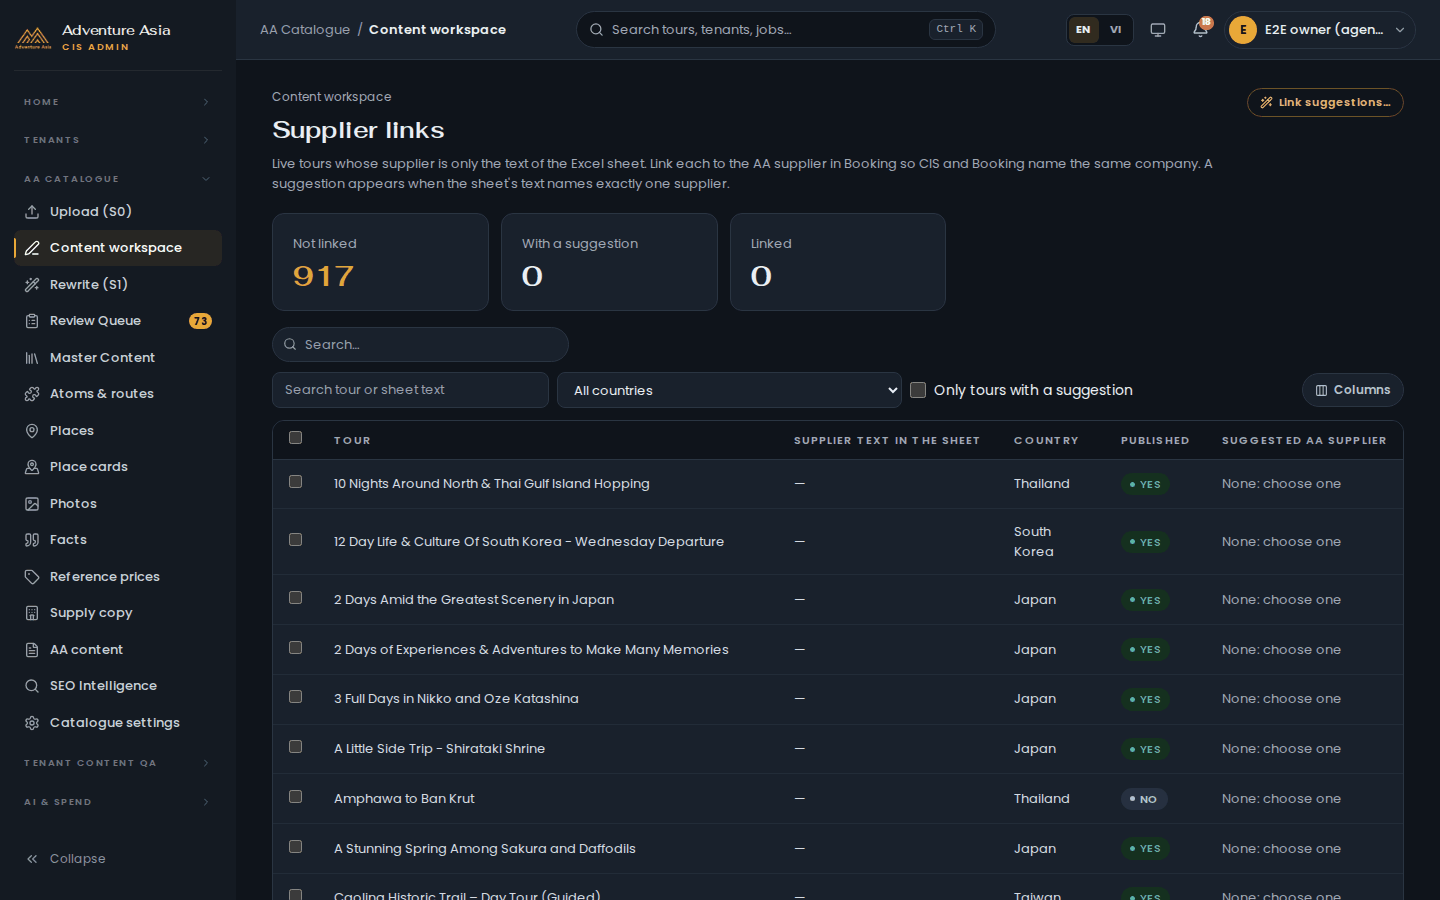 Adventure Asia
CIS ADMIN
Adventure Asia
AA Catalogue / Content workspace
Search tours, tenants, jobs...
Ctrl K
EN
VI
18
E
E2E owner (agen...
HOME
TENANTS
AA CATALOGUE
Upload (S0)
Content workspace
Rewrite (S1)
Review Queue
73
Master Content
Atoms & routes
Places
Place cards
Photos
Facts
Reference prices
Supply copy
AA content
SEO Intelligence
Catalogue settings
TENANT CONTENT QA
AI & SPEND
Collapse
Content workspace
Link suggestions...
Supplier links
Live tours whose supplier is only the text of the Excel sheet. Link each to the AA supplier in Booking so CIS and Booking name the same company. A
suggestion appears when the sheet's text names exactly one supplier.
Not linked
917
With a suggestion
0
Linked
0
Search...
Search tour or sheet text
All countries
Only tours with a suggestion
Columns
TOUR SUPPLIER TEXT IN THE SHEET COUNTRY PUBLISHED SUGGESTED AA SUPPLIER
10 Nights Around North & Thai Gulf Island Hopping — Thailand YES None: choose one
12 Day Life & Culture Of South Korea - Wednesday Departure — South Korea YES None: choose one
2 Days Amid the Greatest Scenery in Japan — Japan YES None: choose one
2 Days of Experiences & Adventures to Make Many Memories — Japan YES None: choose one
3 Full Days in Nikko and Oze Katashina — Japan YES None: choose one
A Little Side Trip - Shirataki Shrine — Japan YES None: choose one
Amphawa to Ban Krut — Thailand NO None: choose one
A Stunning Spring Among Sakura and Daffodils — Japan YES None: choose one
Caoling Historic Trail – Day Tour (Guided) — Taiwan YES None: choose one